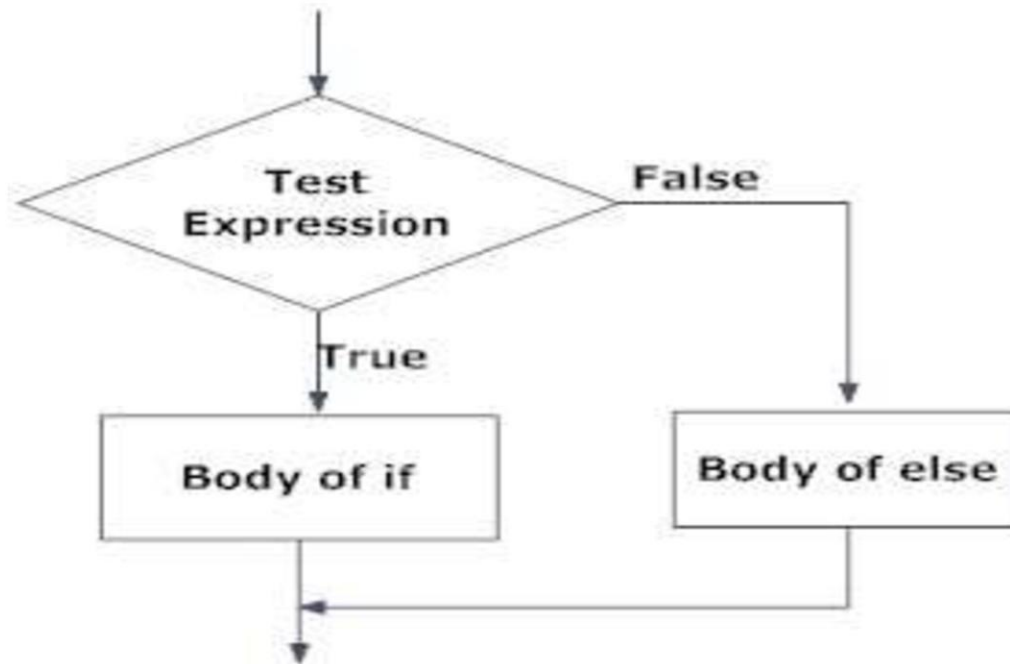 Test
Expression
False
True
Body of if
Body of else